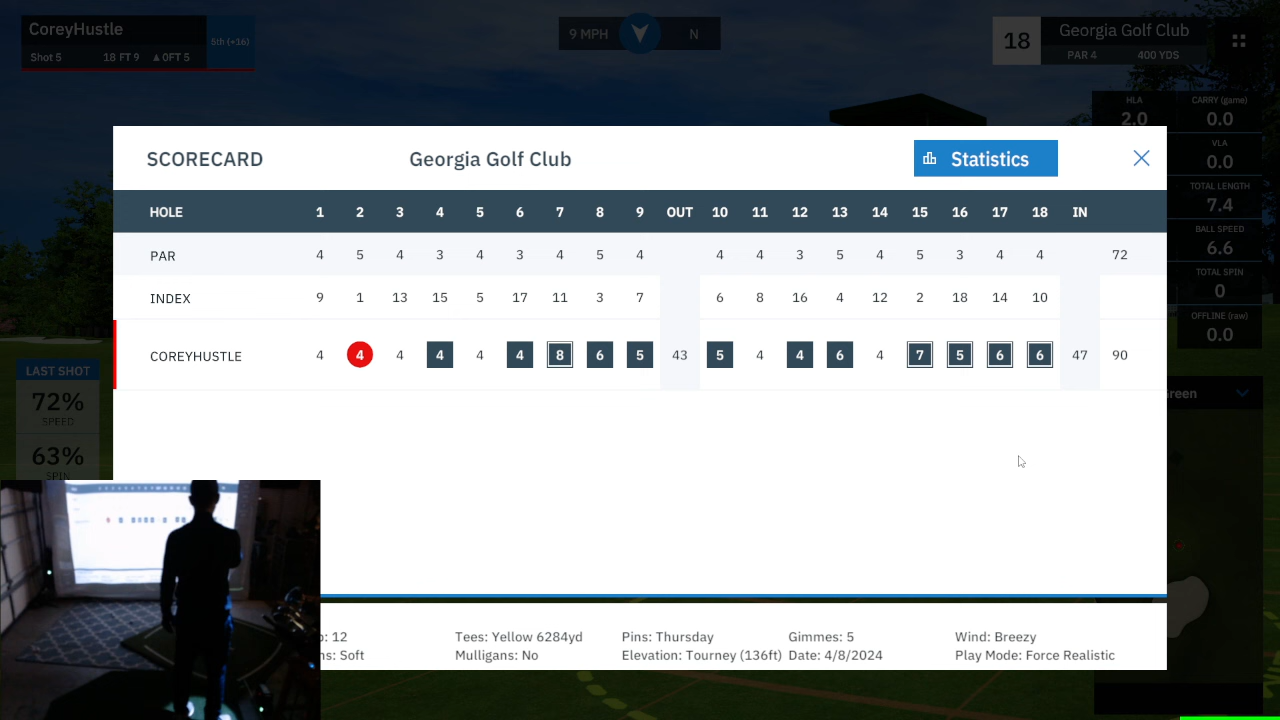 CoreyHustle
Shot 5 18 FT 9 ▲0FT 5
5th (+16)
9 MPH N
18
Georgia Golf Club
PAR 4 400 YDS
HLA CARRY (game)
2.0 0.0
VLA
0.0
TOTAL LENGTH
7.4
BALL SPEED
6.6
TOTAL SPIN
0
OFFLINE (raw)
0.0
SCORECARD Georgia Golf Club Statistics
HOLE 1 2 3 4 5 6 7 8 9 OUT 10 11 12 13 14 15 16 17 18 IN
PAR 4 5 4 3 4 3 4 5 4 4 4 3 5 4 5 3 4 4 72
INDEX 9 1 13 15 5 17 11 3 7 6 8 16 4 12 2 18 14 10
COREYHUSTLE 4 4 4 4 4 4 8 6 5 43 5 4 4 6 4 7 5 6 6 47 90
LAST SHOT
72%
SPEED
63%
SPIN
: 12 Tees: Yellow 6284yd Pins: Thursday Gimmes: 5 Wind: Breezy
: Soft Mulligans: No Elevation: Tourney (136ft) Date: 4/8/2024 Play Mode: Force Realistic